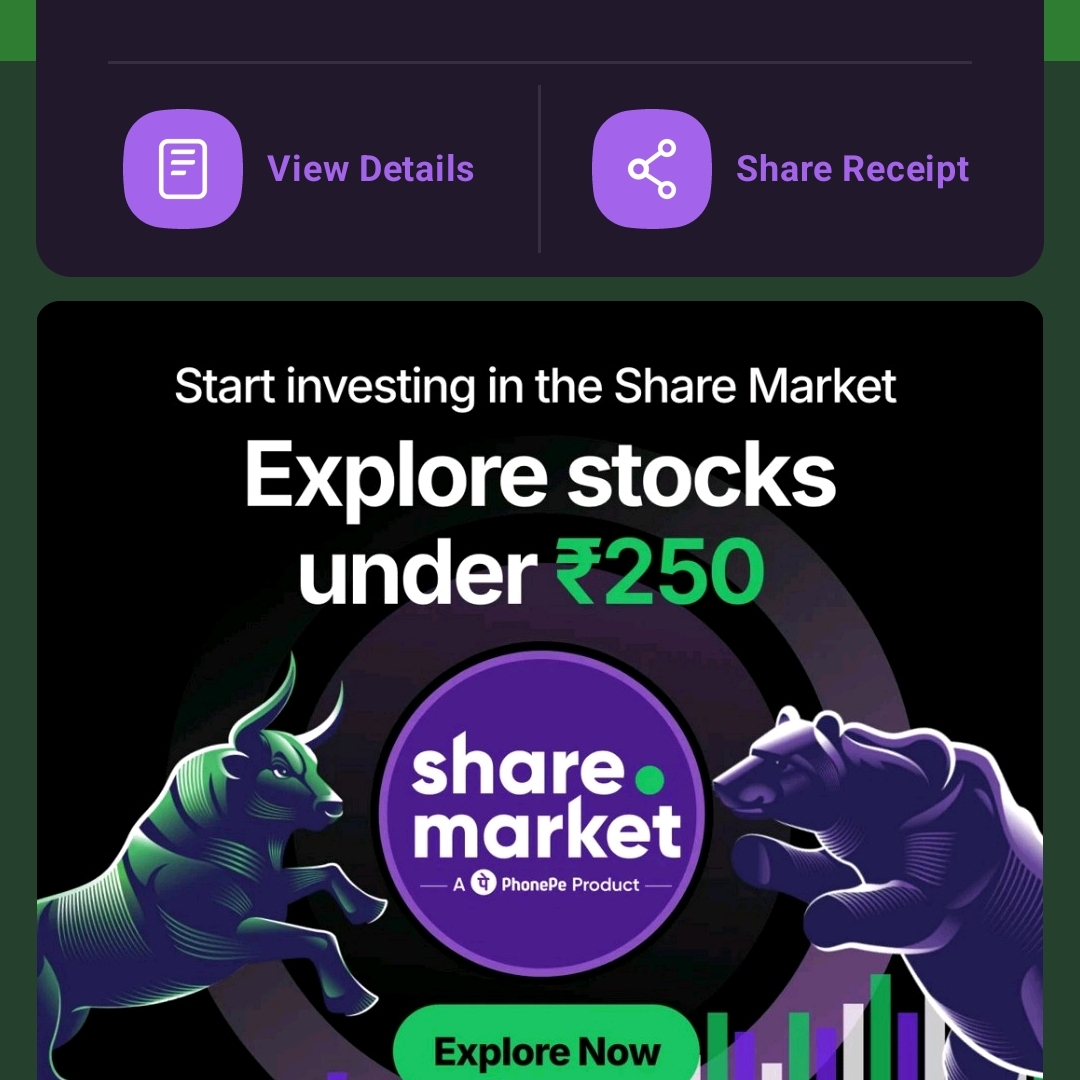 View Details
Share Receipt
Start investing in the Share Market
Explore stocks
under ₹250
share.
market
A पे PhonePe Product
Explore Now